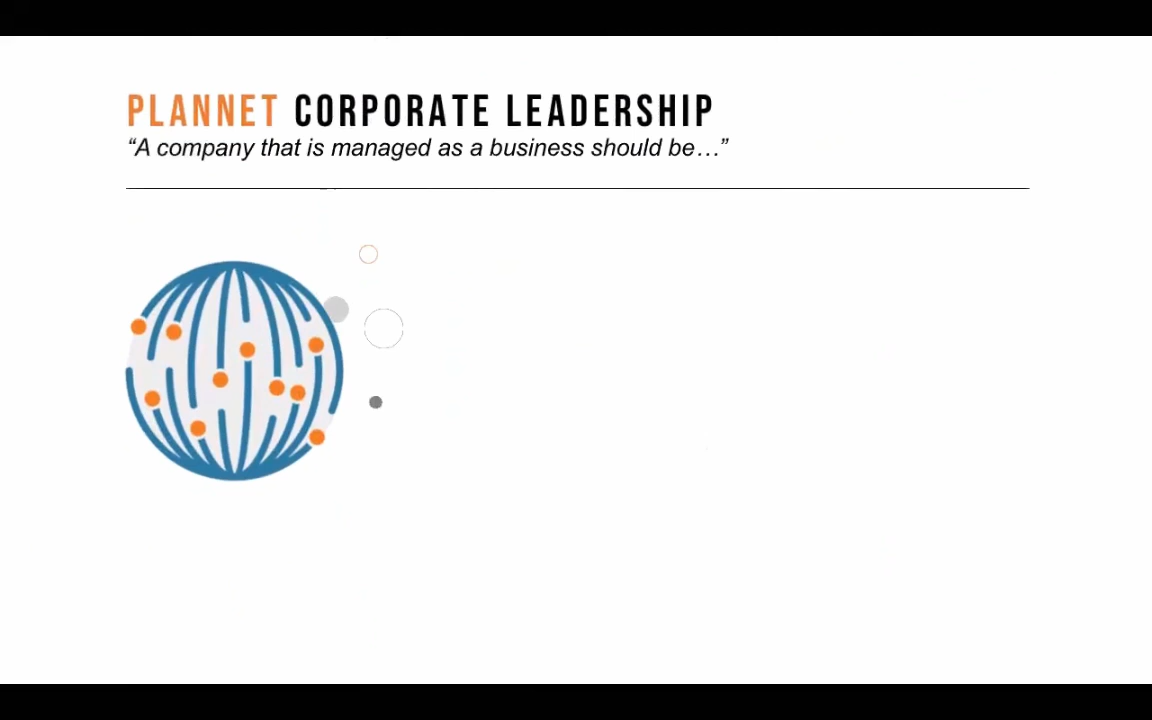 PLANNET CORPORATE LEADERSHIP
“A company that is managed as a business should be…”